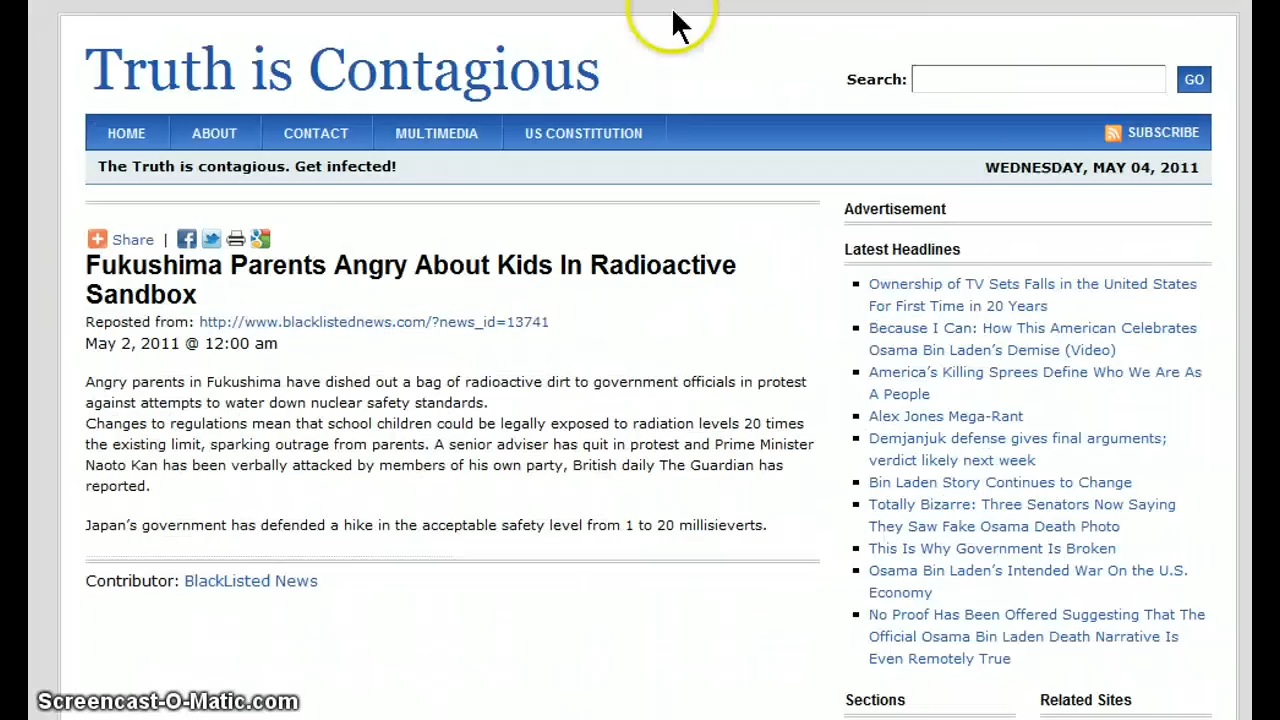 Truth is Contagious
Search:
GO
HOME
ABOUT
CONTACT
MULTIMEDIA
US CONSTITUTION
SUBSCRIBE
The Truth is contagious. Get infected!
WEDNESDAY, MAY 04, 2011
Share |
Fukushima Parents Angry About Kids In Radioactive
Sandbox
Reposted from: http://www.blacklistednews.com/?news_id=13741
May 2, 2011 @ 12:00 am
Angry parents in Fukushima have dished out a bag of radioactive dirt to government officials in protest
against attempts to water down nuclear safety standards.
Changes to regulations mean that school children could be legally exposed to radiation levels 20 times
the existing limit, sparking outrage from parents. A senior adviser has quit in protest and Prime Minister
Naoto Kan has been verbally attacked by members of his own party, British daily The Guardian has
reported.
Japan's government has defended a hike in the acceptable safety level from 1 to 20 millisieverts.
Contributor: BlackListed News
Advertisement
Latest Headlines
Ownership of TV Sets Falls in the United States
For First Time in 20 Years
Because I Can: How This American Celebrates
Osama Bin Laden's Demise (Video)
America's Killing Sprees Define Who We Are As
A People
Alex Jones Mega-Rant
Demjanjuk defense gives final arguments;
verdict likely next week
Bin Laden Story Continues to Change
Totally Bizarre: Three Senators Now Saying
They Saw Fake Osama Death Photo
This Is Why Government Is Broken
Osama Bin Laden's Intended War On the U.S.
Economy
No Proof Has Been Offered Suggesting That The
Official Osama Bin Laden Death Narrative Is
Even Remotely True
Sections
Related Sites
Screencast-O-Matic.com